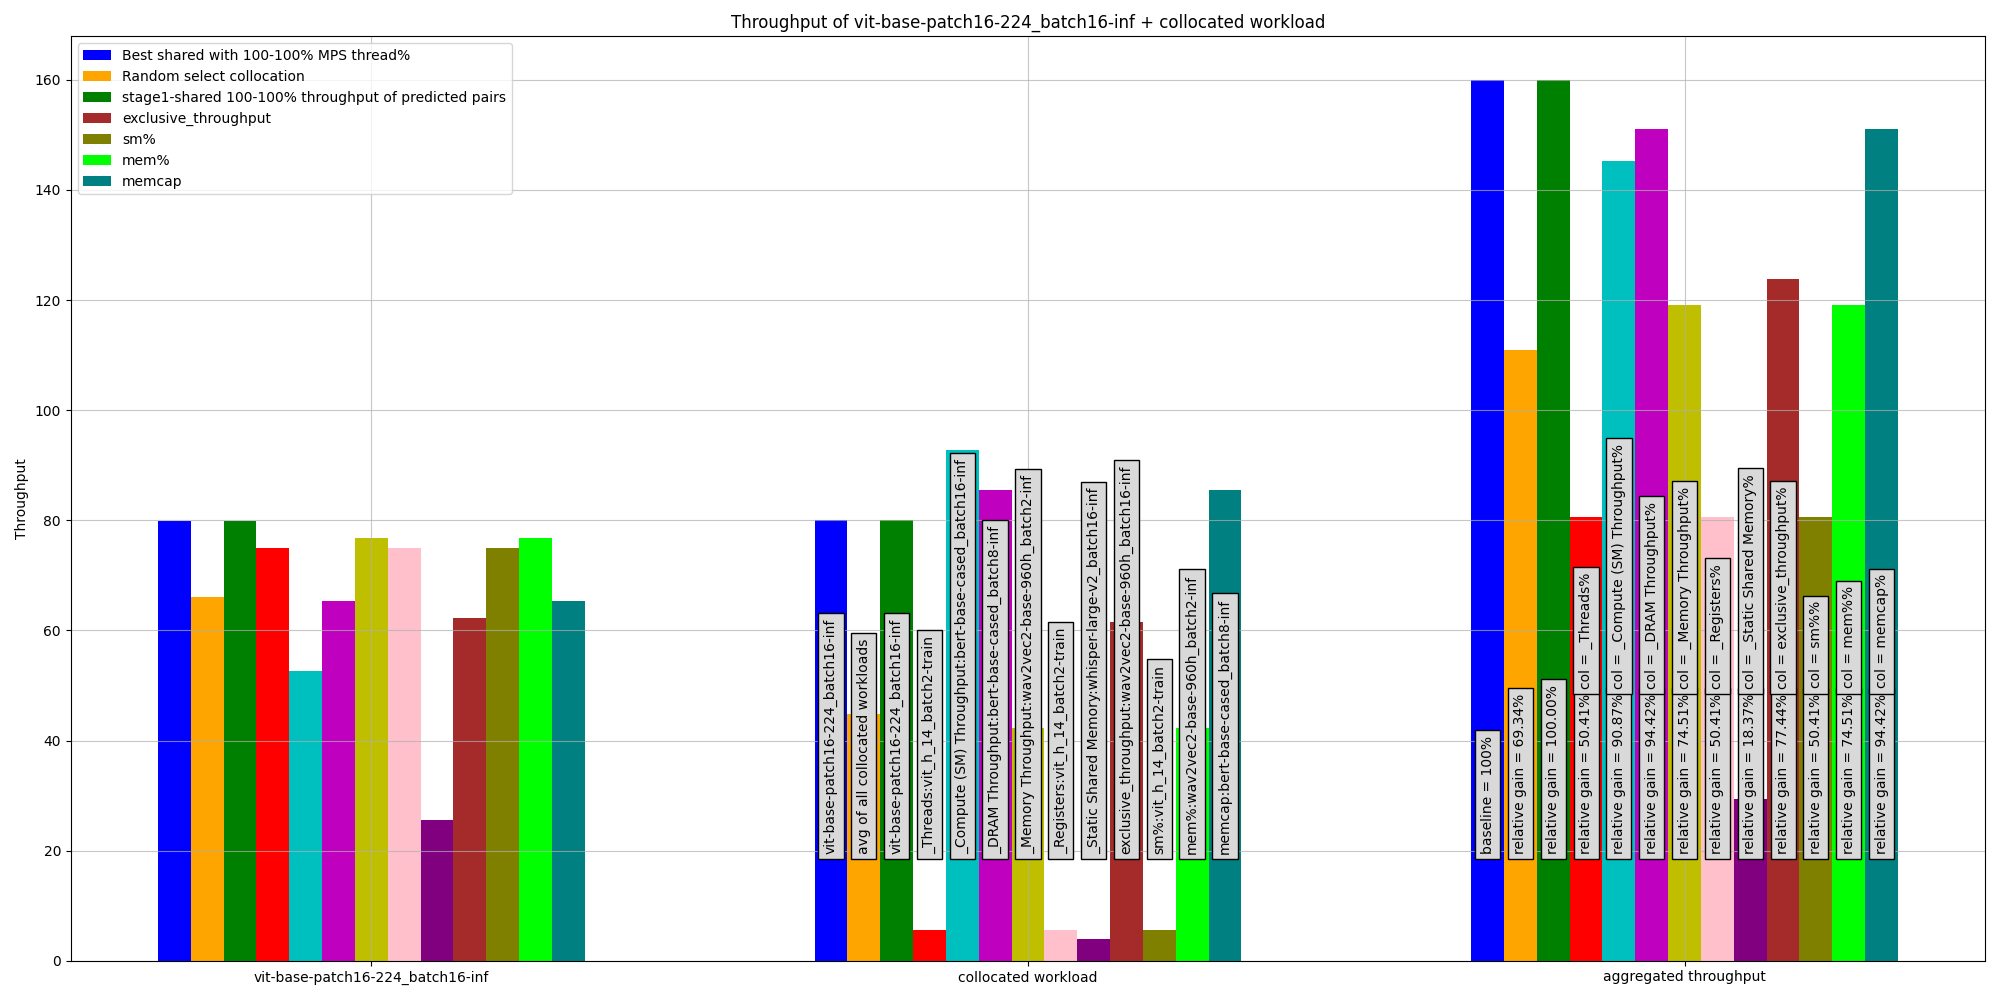 Throughput of vit-base-patch16-224_batch16-inf + collocated workload
Best shared with 100-100% MPS thread%
Random select collocation
stage1-shared 100-100% throughput of predicted pairs
exclusive_throughput
sm%
mem%
memcap
Throughput
160
140
120
100
80
60
40
20
0
vit-base-patch16-224_batch16-inf
avg of all collocated workloads
vit-base-patch16-224_batch16-inf
_Threads:vit_h_14_batch2-train
_Compute (SM) Throughput:bert-base-cased_batch16-inf
_DRAM Throughput:bert-base-cased_batch8-inf
_Memory Throughput:wav2vec2-base-960h_batch2-inf
_Registers:vit_h_14_batch2-train
_Static Shared Memory:whisper-large-v2_batch16-inf
exclusive_throughput:wav2vec2-base-960h_batch16-inf
sm%:vit_h_14_batch2-train
mem%:wav2vec2-base-960h_batch2-inf
memcap:bert-base-cased_batch8-inf
baseline = 100%
relative gain = 69.34%
relative gain = 100.00%
relative gain = 50.41%
col = _Threads%
relative gain = 90.87%
col = _Compute (SM) Throughput%
relative gain = 94.42%
col = _DRAM Throughput%
relative gain = 74.51%
col = _Memory Throughput%
relative gain = 50.41%
col = _Registers%
relative gain = 18.37%
col = _Static Shared Memory%
relative gain = 77.44%
col = exclusive_throughput%
relative gain = 50.41%
col = sm%%
relative gain = 74.51%
col = mem%%
relative gain = 94.42%
col = memcap%
vit-base-patch16-224_batch16-inf
collocated workload
aggregated throughput